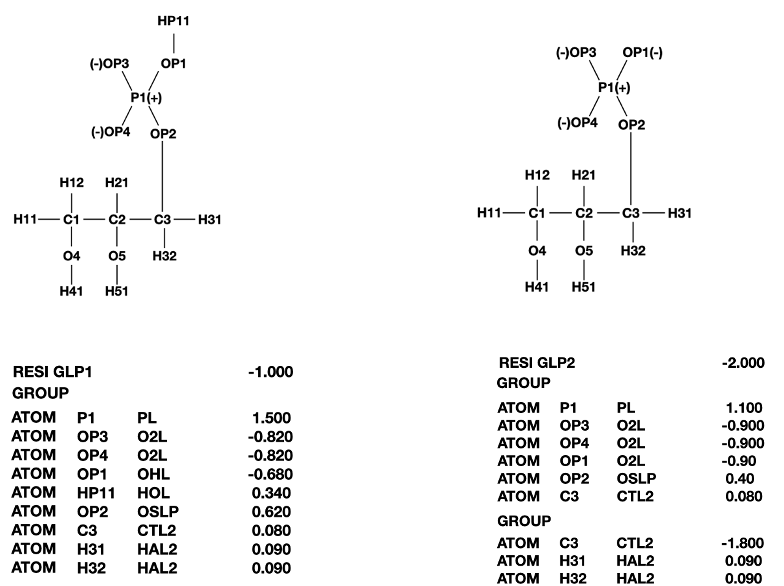 HP11
(-)OP3 OP1
P1(+)
(-)OP4 OP2
H12 H21
H11 C1 C2 C3 H31
O4 O5 H32
H41 H51
(-)OP3 OP1(-)
P1(+)
(-)OP4 OP2
H12 H21
H11 C1 C2 C3 H31
O4 O5 H32
H41 H51
RESI GLP1 -1.000
GROUP
ATOM P1 PL 1.500
ATOM OP3 O2L -0.820
ATOM OP4 O2L -0.820
ATOM OP1 OHL -0.680
ATOM HP11 HOL 0.340
ATOM OP2 OSLP 0.620
ATOM C3 CTL2 0.080
ATOM H31 HAL2 0.090
ATOM H32 HAL2 0.090
RESI GLP2 -2.000
GROUP
ATOM P1 PL 1.100
ATOM OP3 O2L -0.900
ATOM OP4 O2L -0.900
ATOM OP1 O2L -0.90
ATOM OP2 OSLP 0.40
ATOM C3 CTL2 0.080
GROUP
ATOM C3 CTL2 -1.800
ATOM H31 HAL2 0.090
ATOM H32 HAL2 0.090